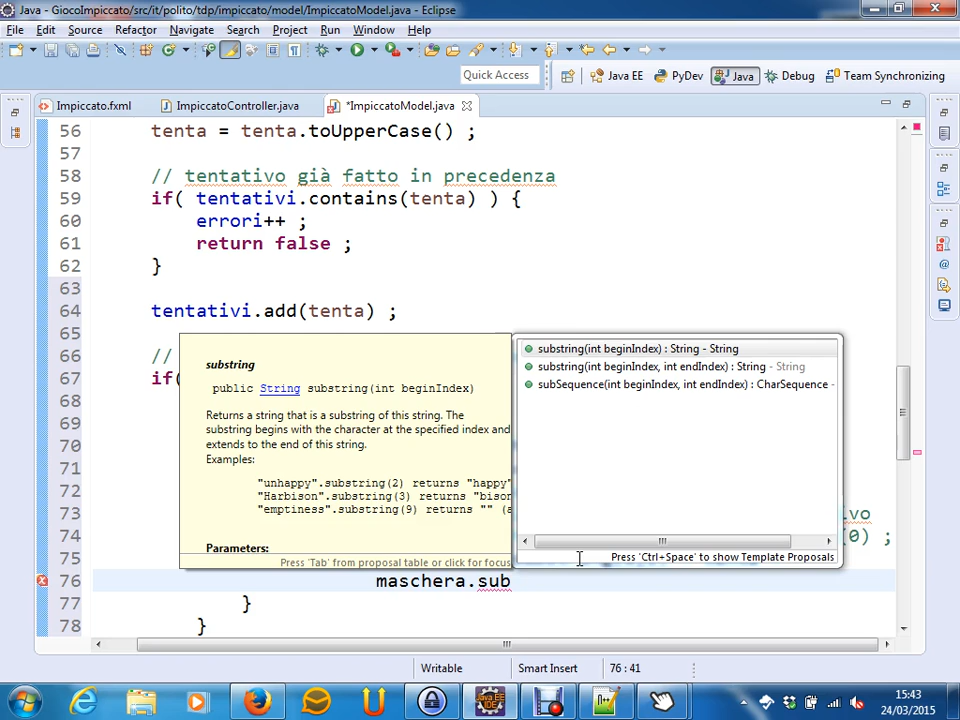 Java - GiocoImpiccato/src/it/polito/tdp/impiccato/model/ImpiccatoModel.java - Eclipse
File Edit Source Refactor Navigate Search Project Run Window Help
Quick Access
Java EE
PyDev
Java
Debug
Team Synchronizing
Impiccato.fxml
ImpiccatoController.java
*ImpiccatoModel.java
56 tenta = tenta.toUpperCase() ;
57
58 // tentativo già fatto in precedenza
59 if( tentativi.contains(tenta) ) {
60 errori++ ;
61 return false ;
62 }
63
64 tentativi.add(tenta) ;
65
66 //
67 if(
68
69
70
71
72
73 ivo
74 (0) ;
75
76 maschera.sub
77 }
78 }
substring
public String substring(int beginIndex)
Returns a string that is a substring of this string. The
substring begins with the character at the specified index and
extends to the end of this string.
Examples:
"unhappy".substring(2) returns "happy"
"Harbison".substring(3) returns "bison
"emptiness".substring(9) returns "" (a
Parameters:
Press 'Tab' from proposal table or click for focus
substring(int beginIndex) : String - String
substring(int beginIndex, int endIndex) : String - String
subSequence(int beginIndex, int endIndex) : CharSequence -
Press 'Ctrl+Space' to show Template Proposals
Writable
Smart Insert
76 : 41
15:43
24/03/2015